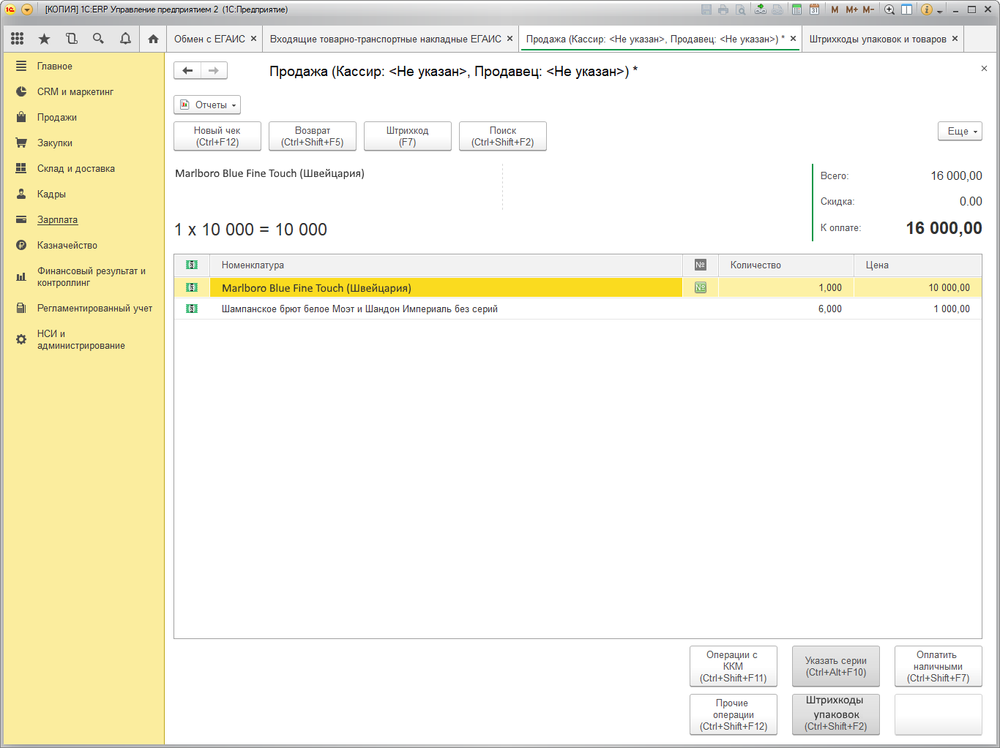 [КОПИЯ] 1С:ERP Управление предприятием 2 (1С:Предприятие)
31 M M+ M-
Обмен с ЕГАИС
Входящие товарно-транспортные накладные ЕГАИС
Продажа (Кассир: <Не указан>, Продавец: <Не указан>) *
Штрихкоды упаковок и товаров
Главное
CRM и маркетинг
Продажи
Закупки
Склад и доставка
Кадры
Зарплата
Казначейство
Финансовый результат и
контроллинг
Регламентированный учет
НСИ и
администрирование
Продажа (Кассир: <Не указан>, Продавец: <Не указан>) *
Отчеты
Новый чек
(Ctrl+F12)
Возврат
(Ctrl+Shift+F5)
Штрихкод
(F7)
Поиск
(Ctrl+Shift+F2)
Еще
Marlboro Blue Fine Touch (Швейцария)
1 x 10 000 = 10 000
Всего: 16 000,00
Скидка: 0.00
К оплате: 16 000,00
Номенклатура № Количество Цена
Marlboro Blue Fine Touch (Швейцария) № 1,000 10 000,00
Шампанское брют белое Моэт и Шандон Империаль без серий 6,000 1 000,00
Операции с
ККМ
(Ctrl+Shift+F11)
Указать серии
(Ctrl+Alt+F10)
Оплатить
наличными
(Ctrl+Shift+F7)
Прочие
операции
(Ctrl+Shift+F12)
Штрихкоды
упаковок
(Ctrl+Shift+F2)